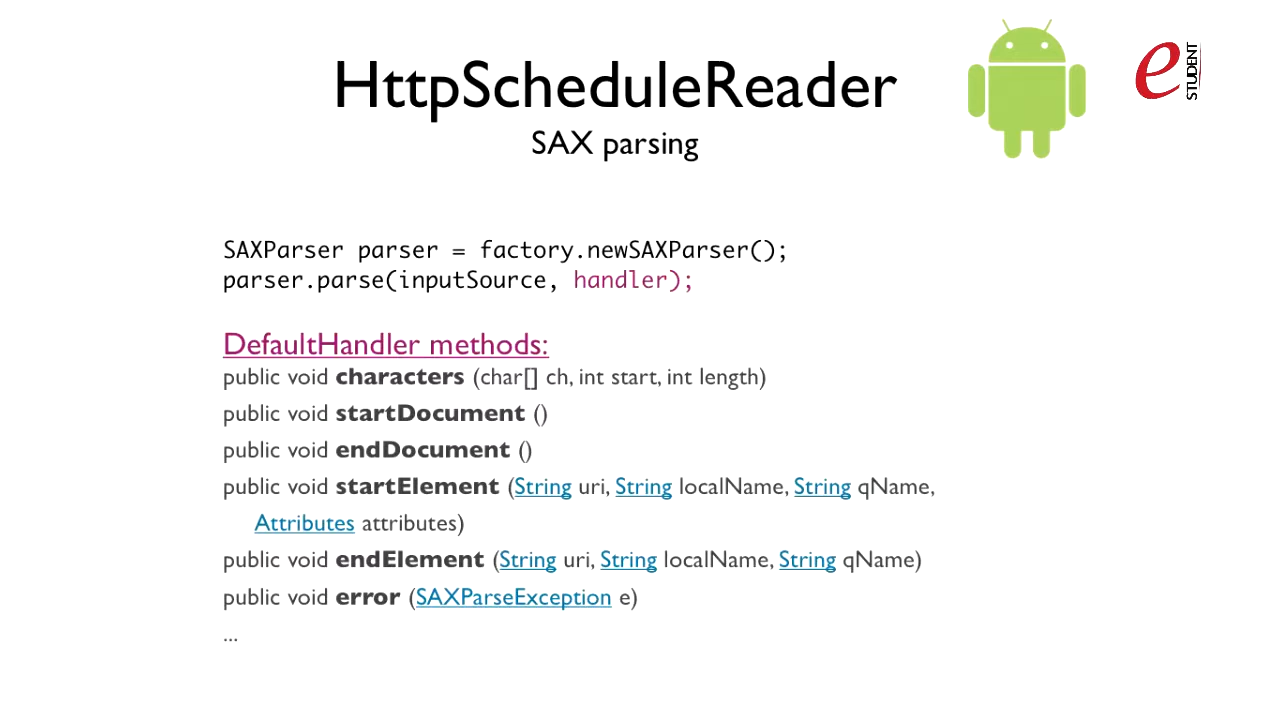 HttpScheduleReader
e STUDENT
SAX parsing
SAXParser parser = factory.newSAXParser();
parser.parse(inputSource, handler);
DefaultHandler methods:
public void characters (char[] ch, int start, int length)
public void startDocument ()
public void endDocument ()
public void startElement (String uri, String localName, String qName,
Attributes attributes)
public void endElement (String uri, String localName, String qName)
public void error (SAXParseException e)
...